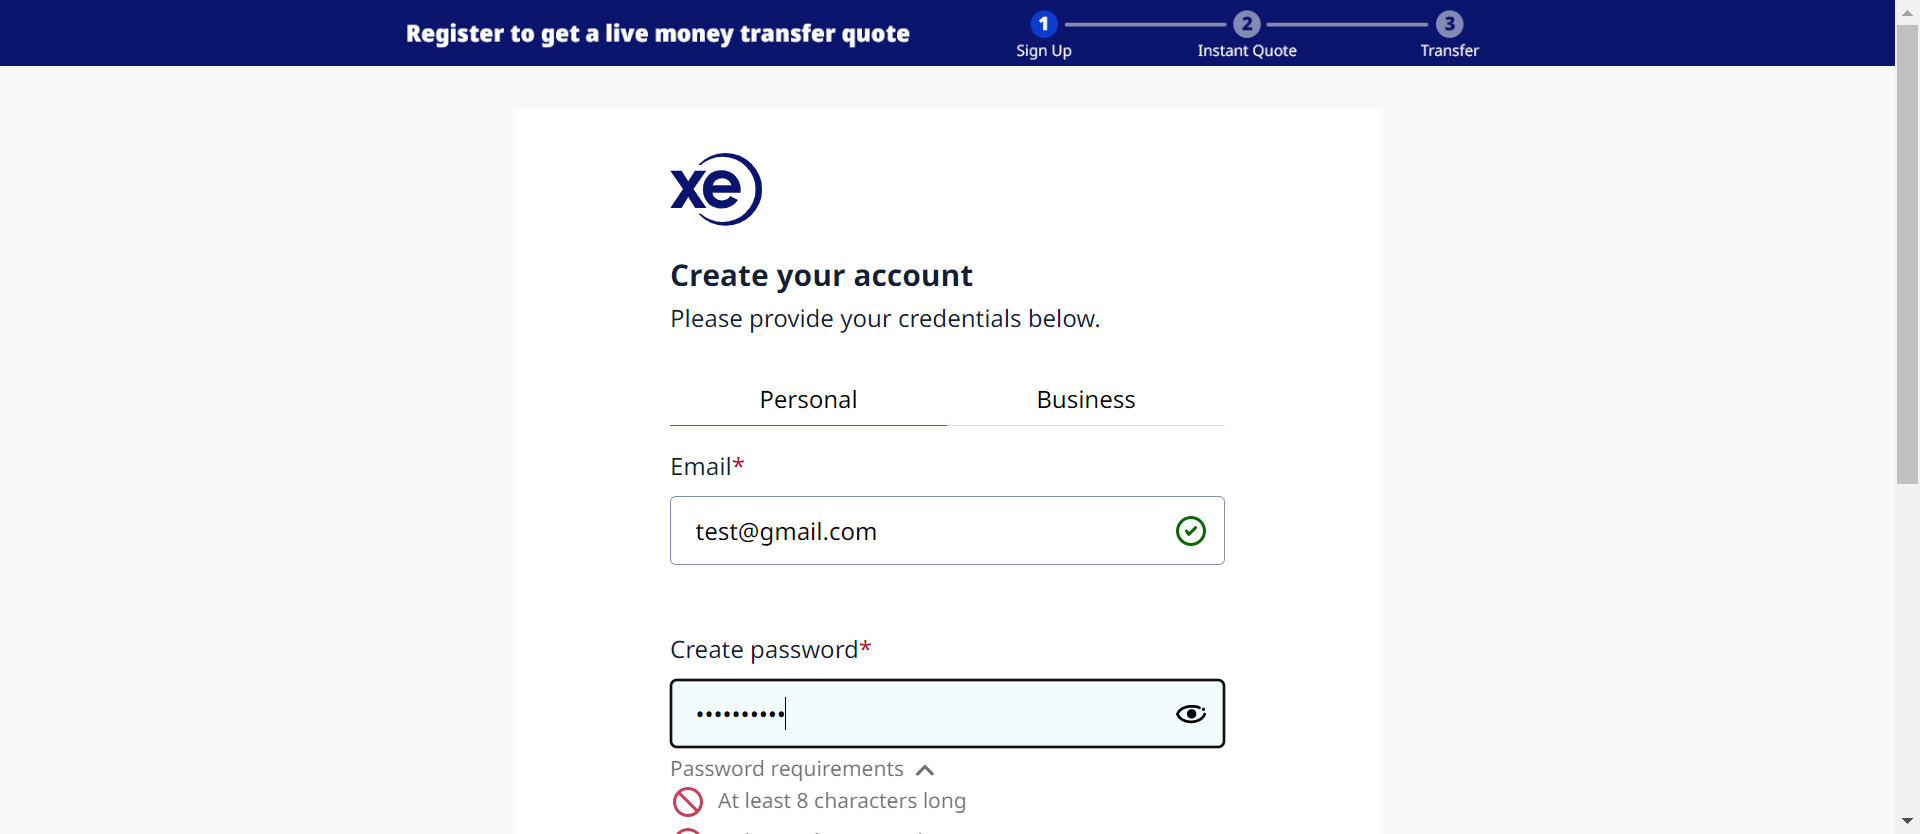 Register to get a live money transfer quote
1 2 3
Sign Up Instant Quote Transfer
xe
Create your account
Please provide your credentials below.
Personal Business
Email*
test@gmail.com
Create password*
••••••••••
Password requirements
At least 8 characters long